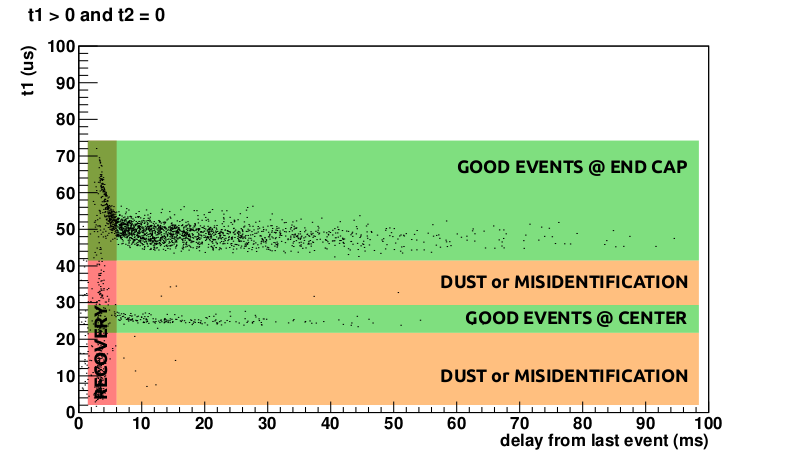 t1 > 0 and t2 = 0
t1 (us)
100
90
80
70
60
50
40
30
20
10
0
GOOD EVENTS @ END CAP
DUST or MISIDENTIFICATION
GOOD EVENTS @ CENTER
DUST or MISIDENTIFICATION
RECOVERY
0 10 20 30 40 50 60 70 80 90 100
delay from last event (ms)